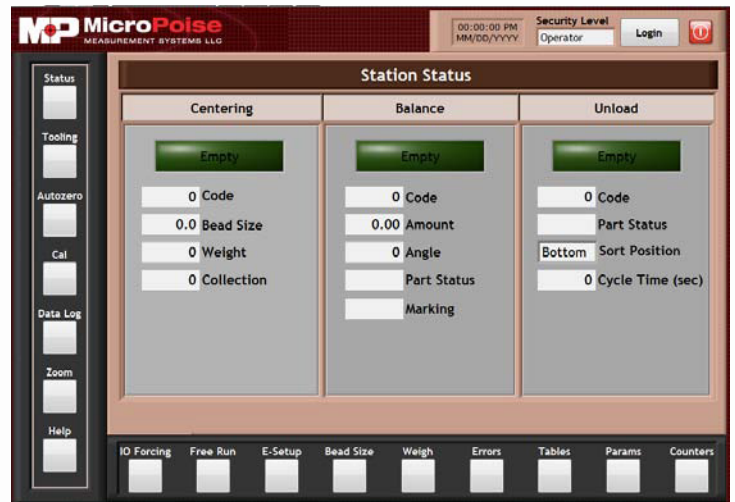 MP MicroPoise
MEASUREMENT SYSTEMS LLC
00:00:00 PM
MM/DD/YYYY
Security Level
Operator
Login
Status
Tooling
Autozero
Cal
Data Log
Zoom
Help
Station Status
Centering
Empty
0 Code
0.0 Bead Size
0 Weight
0 Collection
Balance
Empty
0 Code
0.00 Amount
0 Angle
Part Status
Marking
Unload
Empty
0 Code
Part Status
Bottom Sort Position
0 Cycle Time (sec)
IO Forcing Free Run E-Setup Bead Size Weigh Errors Tables Params Counters